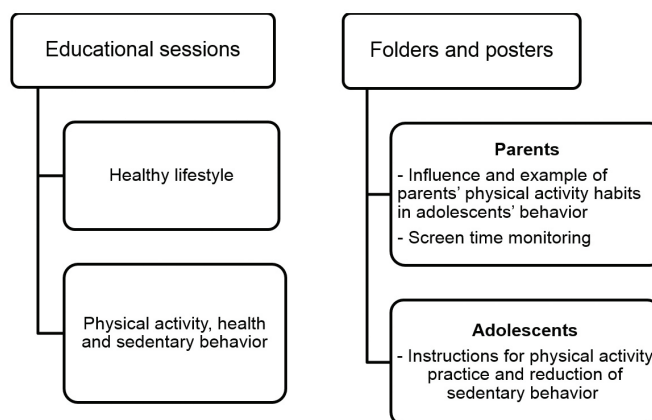 Educational sessions
Healthy lifestyle
Physical activity, health
and sedentary behavior
Folders and posters
Parents
- Influence and example of
parents' physical activity habits
in adolescents' behavior
- Screen time monitoring
Adolescents
- Instructions for physical activity
practice and reduction of
sedentary behavior